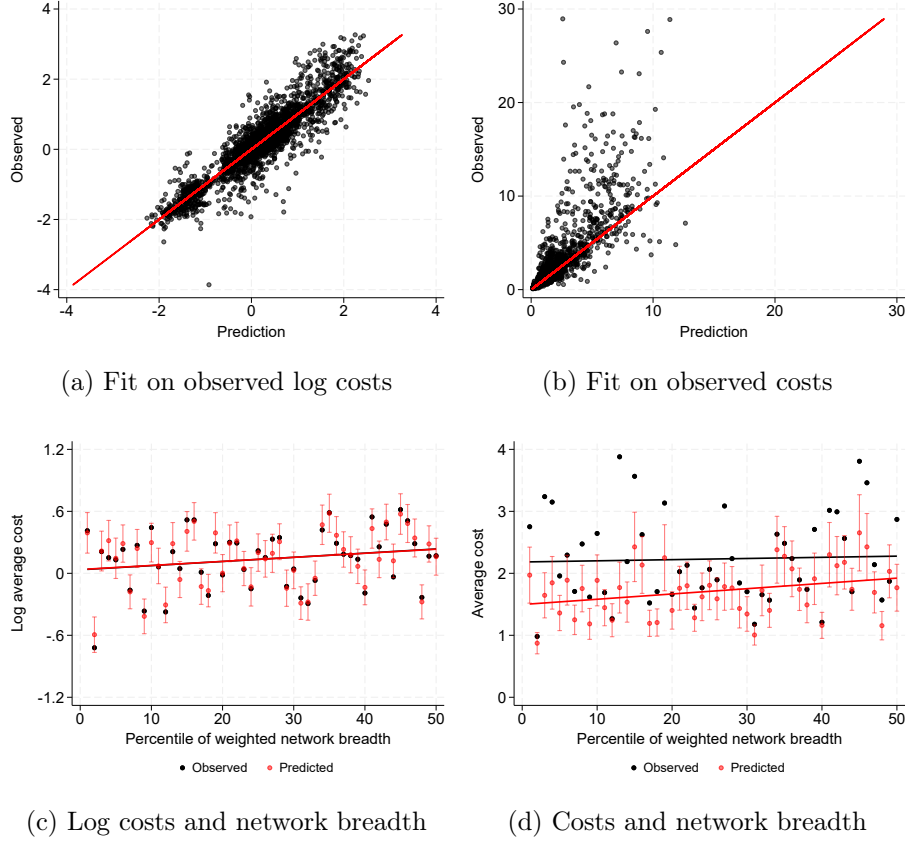 4
2
0
-2
-4
Observed
-4 -2 0 2 4
Prediction
(a) Fit on observed log costs
30
20
10
0
Observed
0 10 20 30
Prediction
(b) Fit on observed costs
1.2
.6
0
-.6
-1.2
Log average cost
0 10 20 30 40 50
Percentile of weighted network breadth
Observed Predicted
(c) Log costs and network breadth
4
3
2
1
0
Average cost
0 10 20 30 40 50
Percentile of weighted network breadth
Observed Predicted
(d) Costs and network breadth